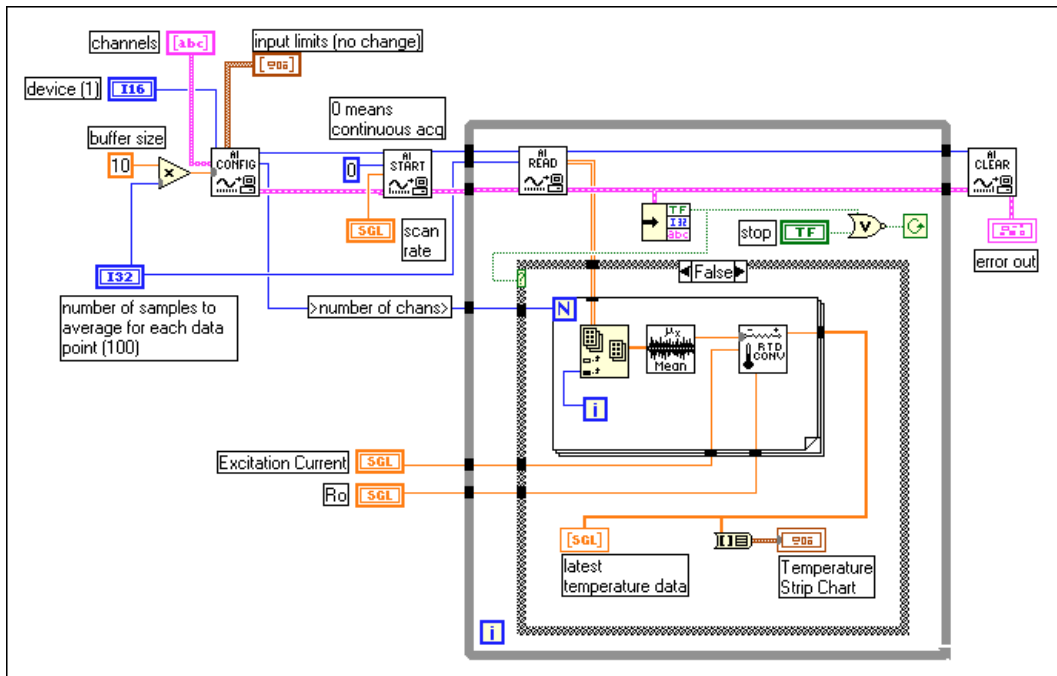 channels
[abc]
input limits (no change)
device (1)
I16
0 means
continuous acq
buffer size
10
x
AI
CONFIG
0
AI
START
AI
READ
AI
CLEAR
SGL
scan
rate
TF
I32
abc
stop
TF
V
error out
I32
number of samples to
average for each data
point (100)
>number of chans>
?
False
N
μx
Mean
- +
RTD
CONV
i
Excitation Current
SGL
Ro
SGL
[SGL]
latest
temperature data
Temperature
Strip Chart
i